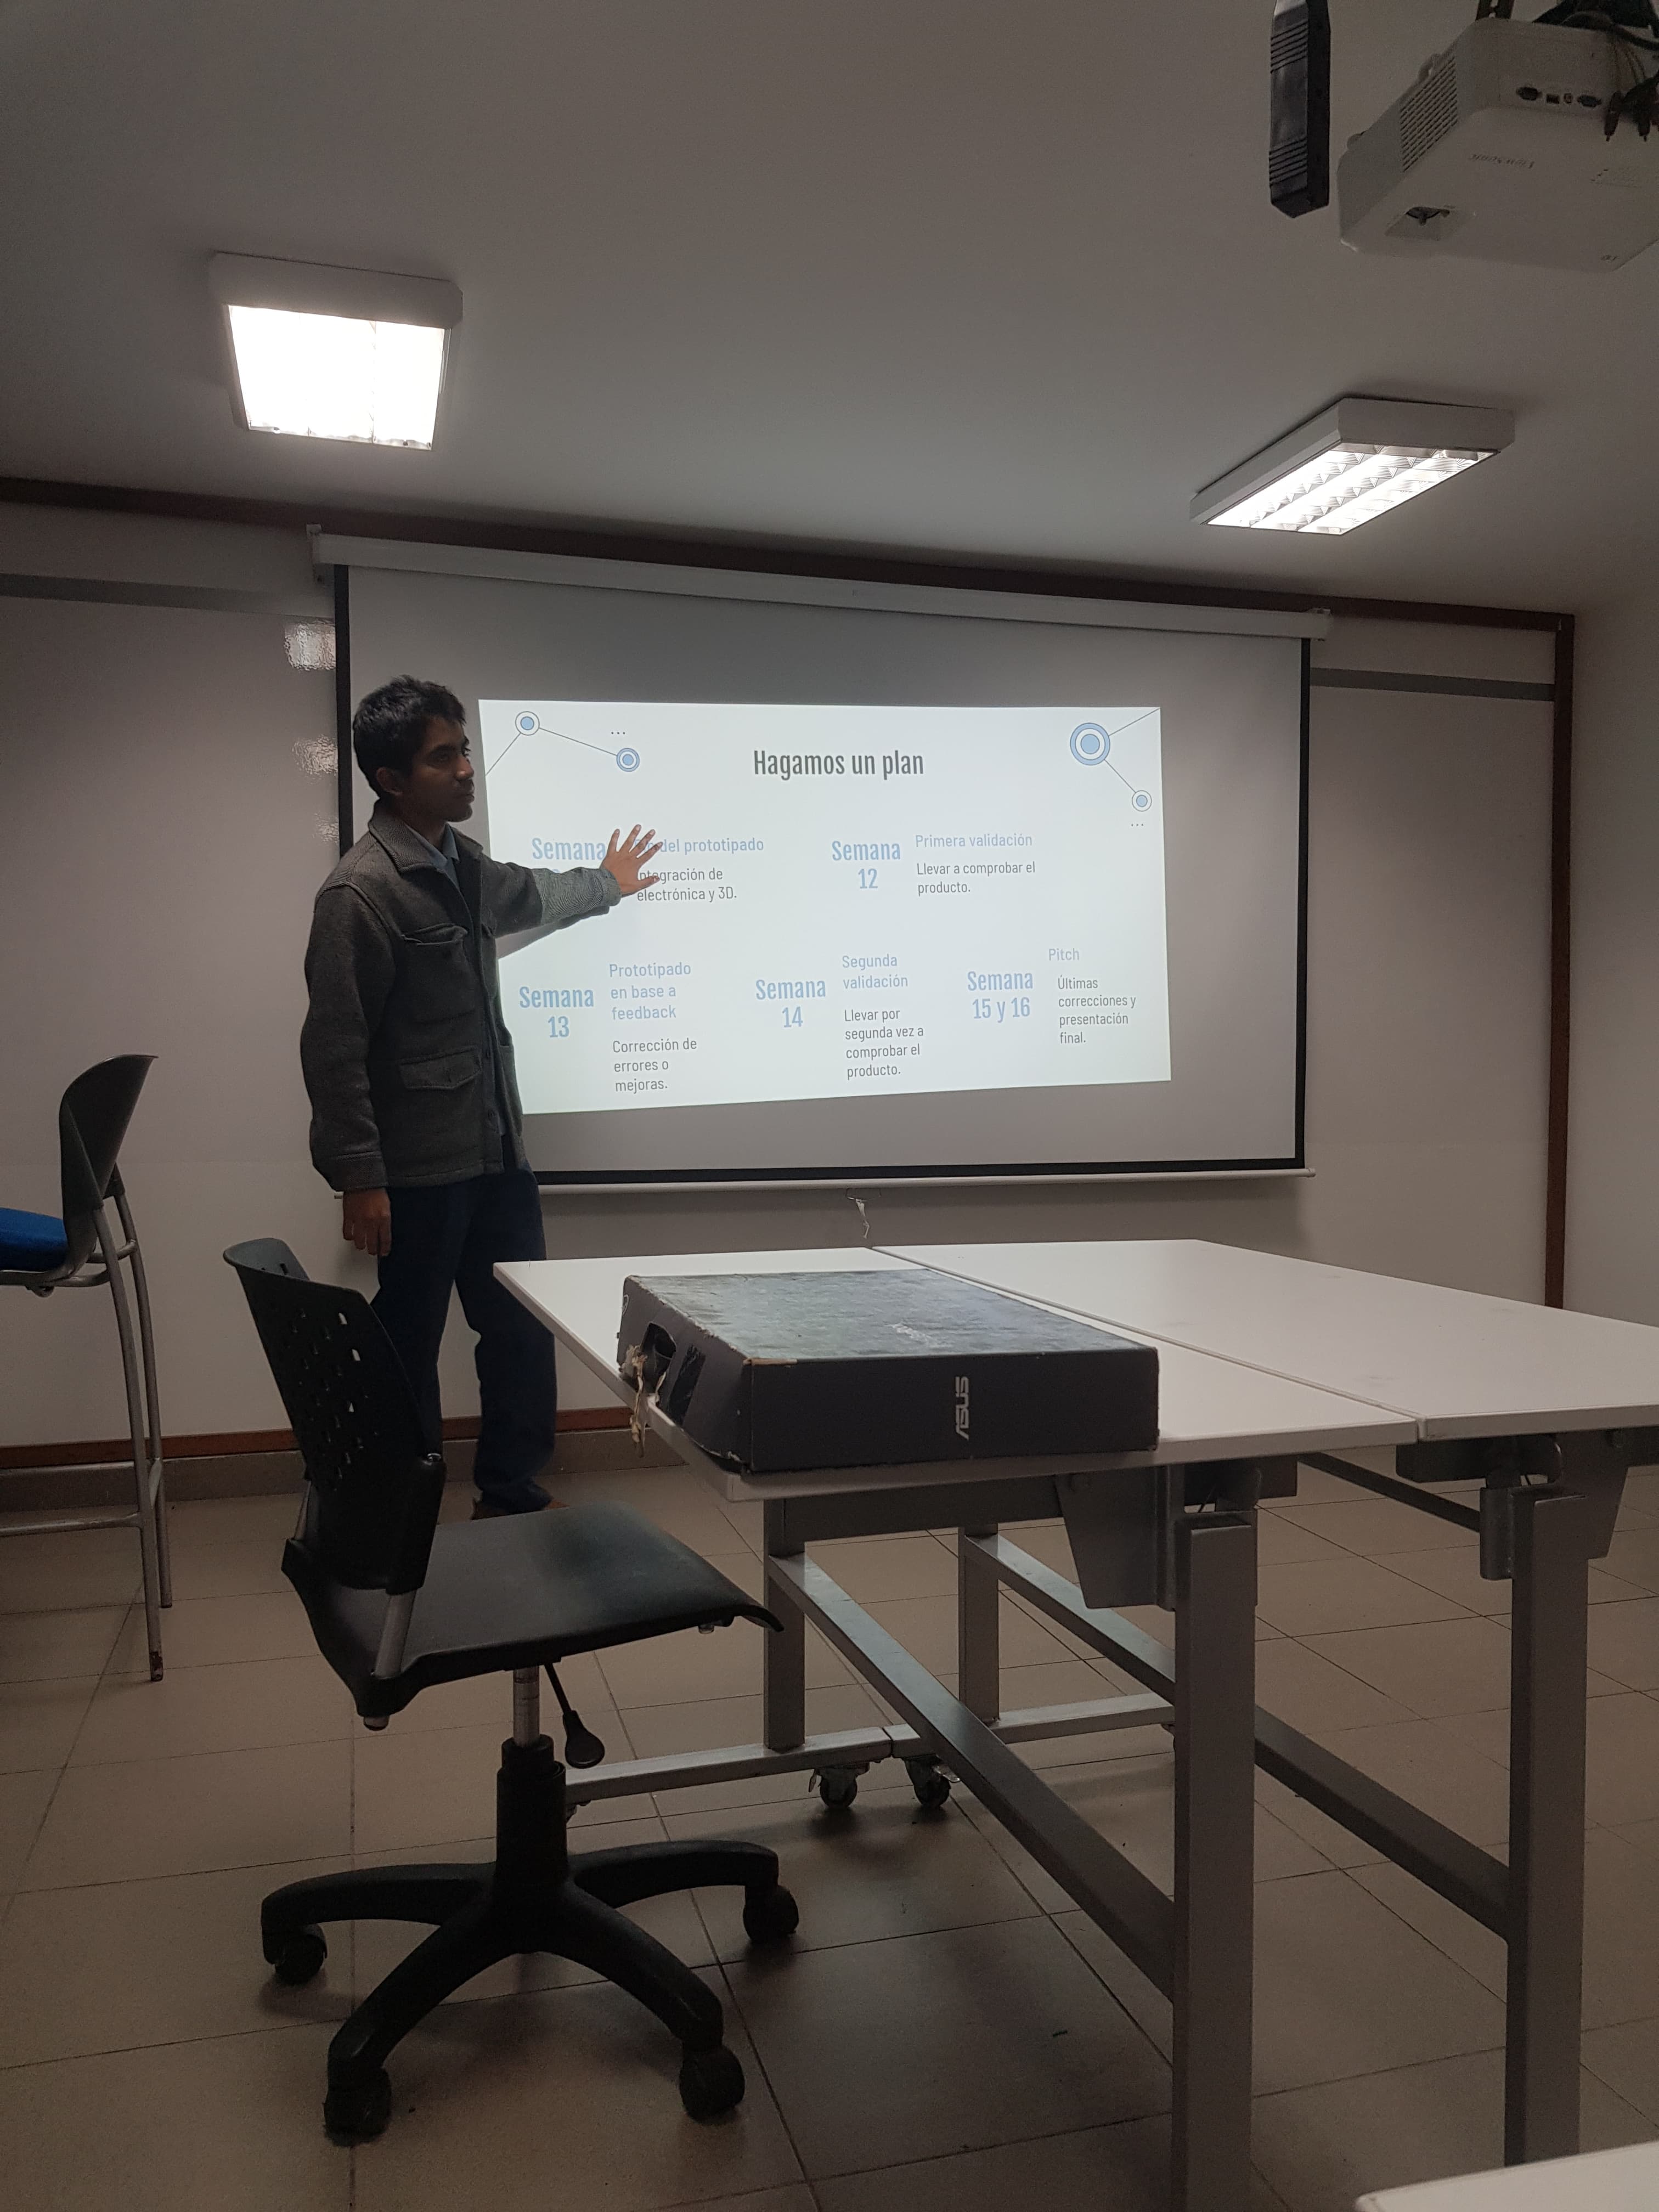 Hagamos un plan
Semana
del prototipado
ntegración de
electrónica y 3D.
Semana
12
Primera validación
Llevar a comprobar el
producto.
Semana
13
Prototipado
en base a
feedback
Corrección de
errores o
mejoras.
Semana
14
Segunda
validación
Llevar por
segunda vez a
comprobar el
producto.
Semana
15 y 16
Pitch
Últimas
correcciones y
presentación
final.
ASUS
ViewSonic